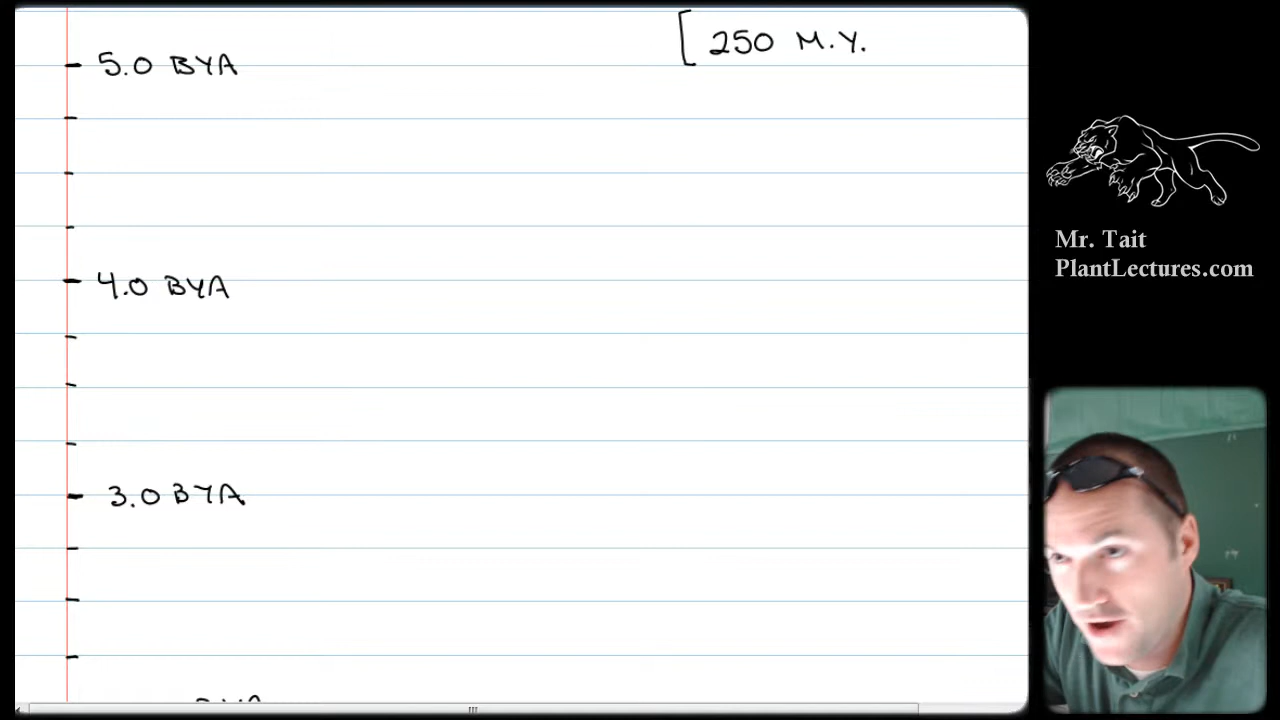 250 M.Y.
5.0 BYA
4.0 BYA
3.0 BYA
Mr. Tait
PlantLectures.com